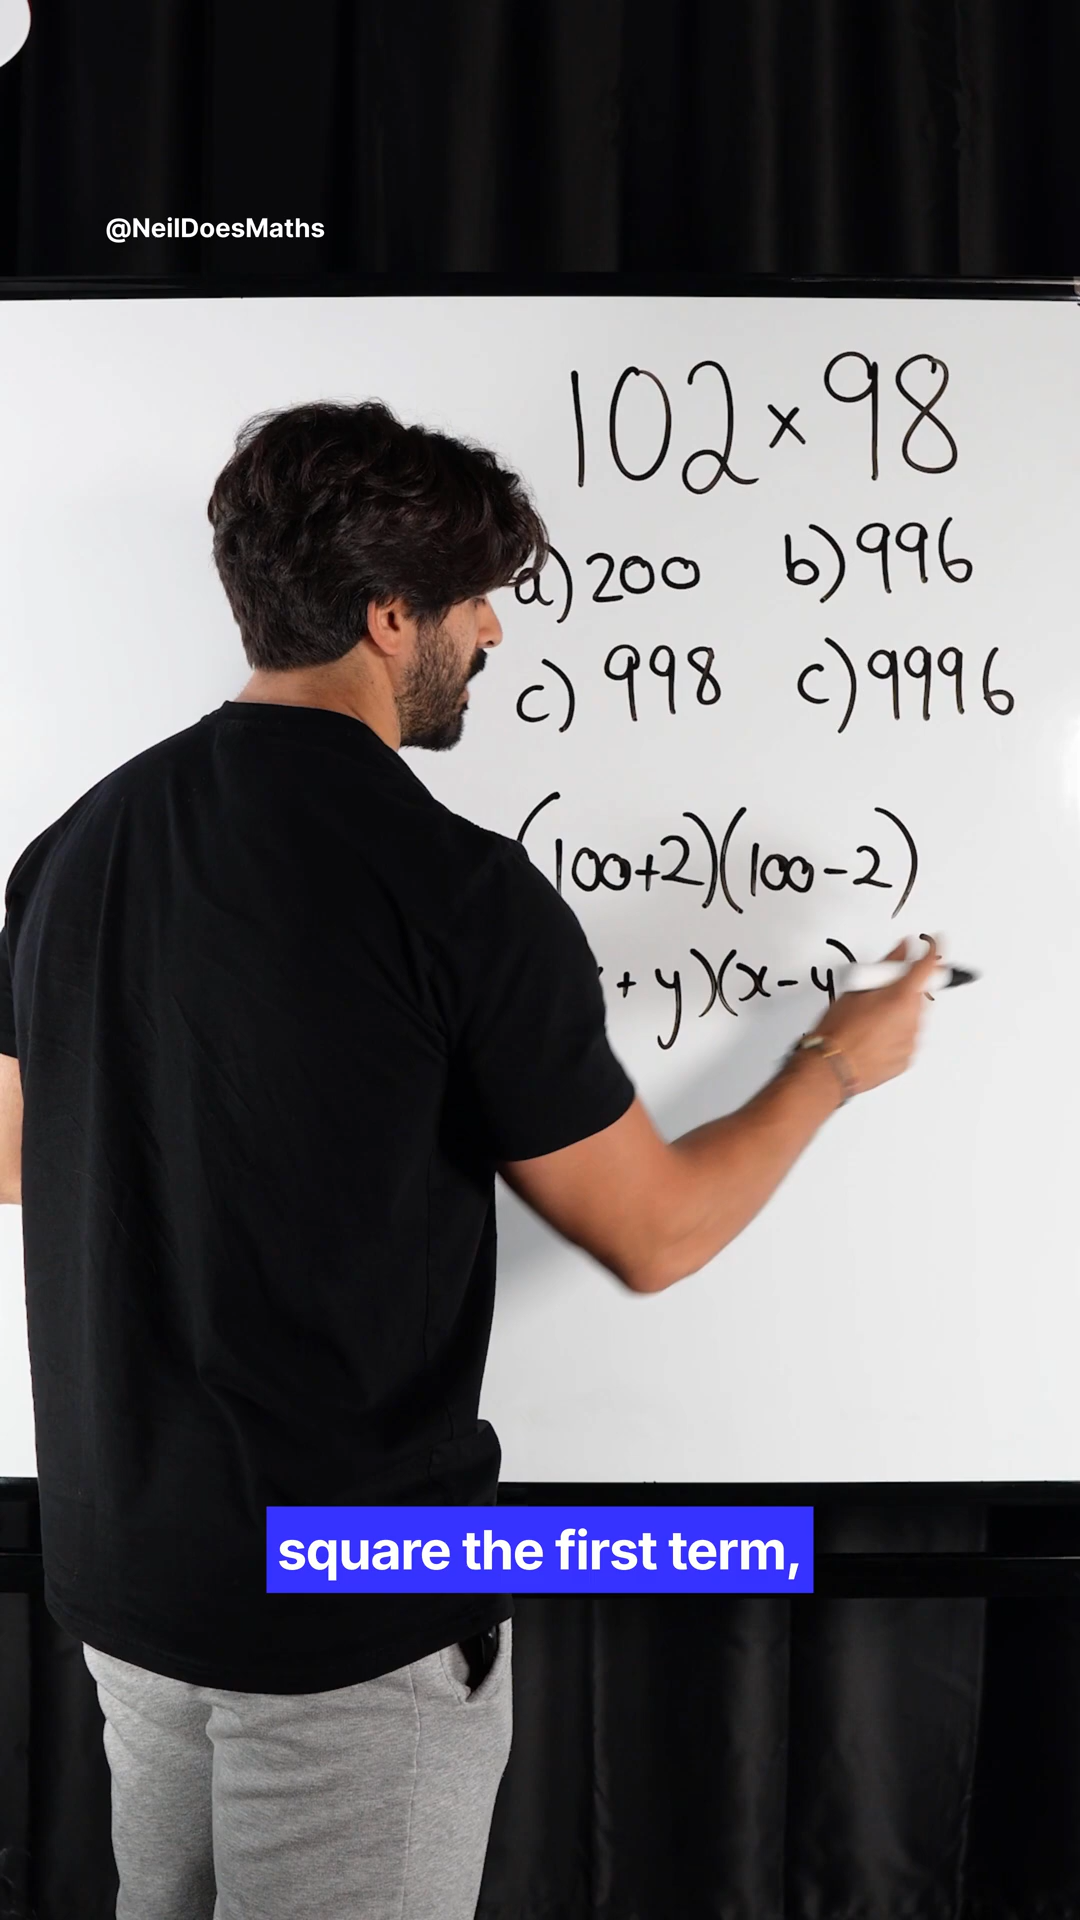 @NeilDoesMaths
102 × 98
a) 200 b) 996
c) 998 c) 9996
(100+2)(100-2)
+ y)(x-y)
square the first term,